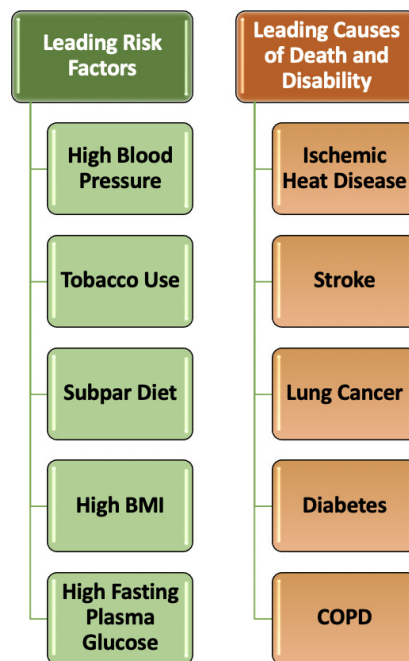 Leading Risk
Factors
High Blood
Pressure
Tobacco Use
Subpar Diet
High BMI
High Fasting
Plasma
Glucose
Leading Causes
of Death and
Disability
Ischemic
Heat Disease
Stroke
Lung Cancer
Diabetes
COPD